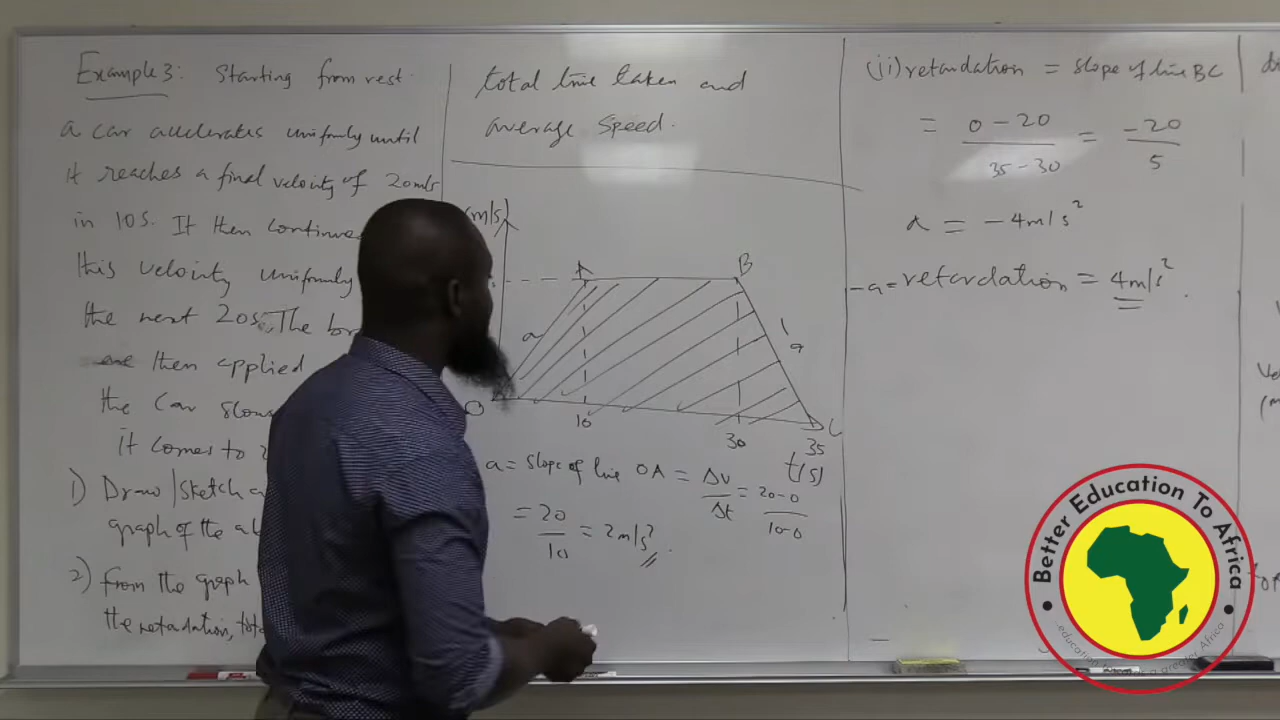 Example 3: Starting from rest
a car accelerates uniformly until
it reaches a final velocity of 20m/s
in 10s. It then continue
this velocity uniformly
the next 20s. The
then applied
the car slows
it comes to
1) Draw/sketch a
graph of the
2) From the graph
the retardation,
total time taken and
average speed.
(m/s)
A
B
a
1
a
O
10
30
35
C
t(s)
a = slope of line OA = Δv/Δt = 20-0/10-0
= 20/10 = 2m/s²
(ii) retardation = slope of line BC
= 0-20/35-30 = -20/5
a = -4m/s²
-a = retardation = 4m/s².
Better Education To Africa